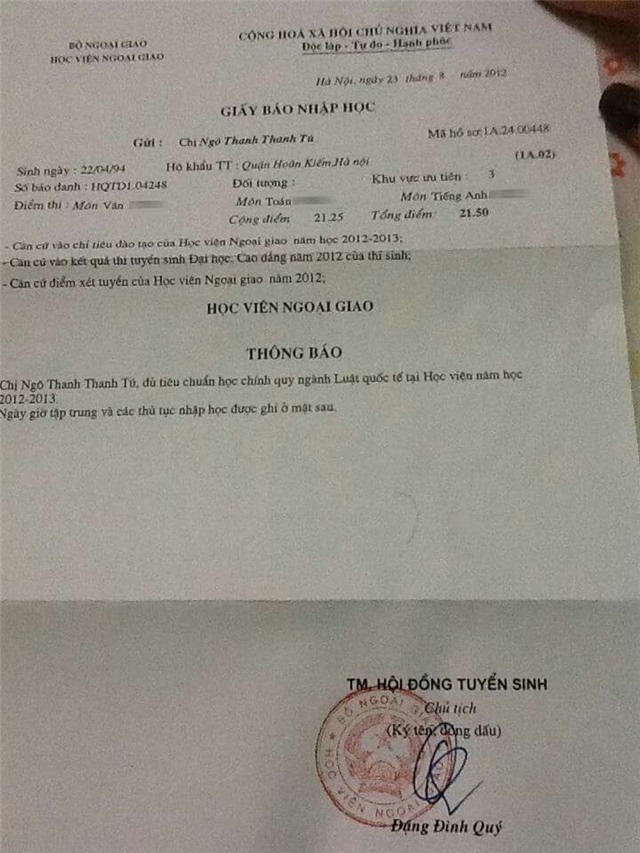 BỘ NGOẠI GIAO
HỌC VIỆN NGOẠI GIAO
CỘNG HOÀ XÃ HỘI CHỦ NGHĨA VIỆT NAM
Độc lập - Tự do - Hạnh phúc
Hà Nội, ngày 23 tháng 8 năm 2012
GIẤY BÁO NHẬP HỌC
Gửi : Chị Ngô Thanh Thanh Tú
Mã hồ sơ:1A.24.00448
(1A.02)
Sinh ngày : 22/04/94 Hộ khẩu TT : Quận Hoàn Kiếm,Hà nội
Số báo danh : HQTD1.04248 Đối tượng : Khu vực ưu tiên : 3
Điểm thi : Môn Văn Môn Toán Môn Tiếng Anh
Cộng điểm 21.25 Tổng điểm: 21.50
- Căn cứ vào chỉ tiêu đào tạo của Học viện Ngoại giao năm học 2012-2013;
- Căn cứ vào kết quả thi tuyển sinh Đại học, Cao đẳng năm 2012 của thí sinh;
- Căn cứ điểm xét tuyển của Học viện Ngoại giao năm 2012;
HỌC VIỆN NGOẠI GIAO
THÔNG BÁO
Chị Ngô Thanh Thanh Tú, đủ tiêu chuẩn học chính quy ngành Luật quốc tế tại Học viện năm học
2012-2013
Ngày giờ tập trung và các thủ tục nhập học được ghi ở mặt sau.
TM. HỘI ĐỒNG TUYỂN SINH
Chủ tịch
(Ký tên, đóng dấu)
BỘ NGOẠI GIAO
HỌC VIỆN NGOẠI GIAO
Đặng Đình Quý